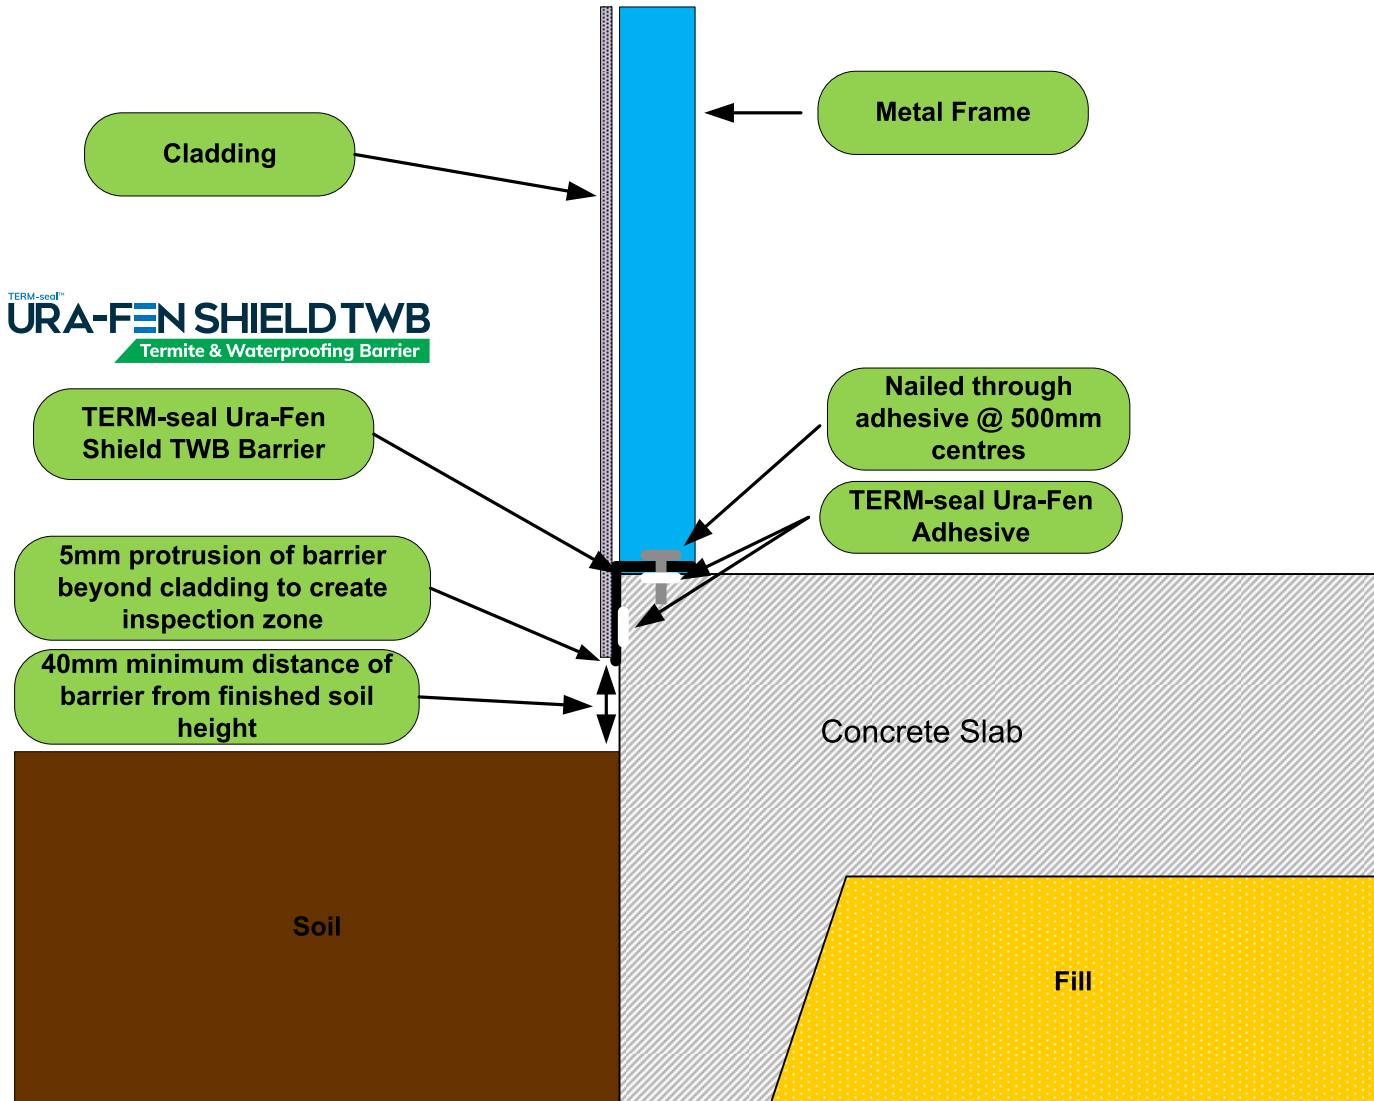 Metal Frame
Cladding
TERM-seal™
URA-FEN SHIELD TWB
Termite & Waterproofing Barrier
Nailed through
adhesive @ 500mm
centres
TERM-seal Ura-Fen
Shield TWB Barrier
TERM-seal Ura-Fen
Adhesive
5mm protrusion of barrier
beyond cladding to create
inspection zone
40mm minimum distance of
barrier from finished soil
height
Concrete Slab
Soil
Fill